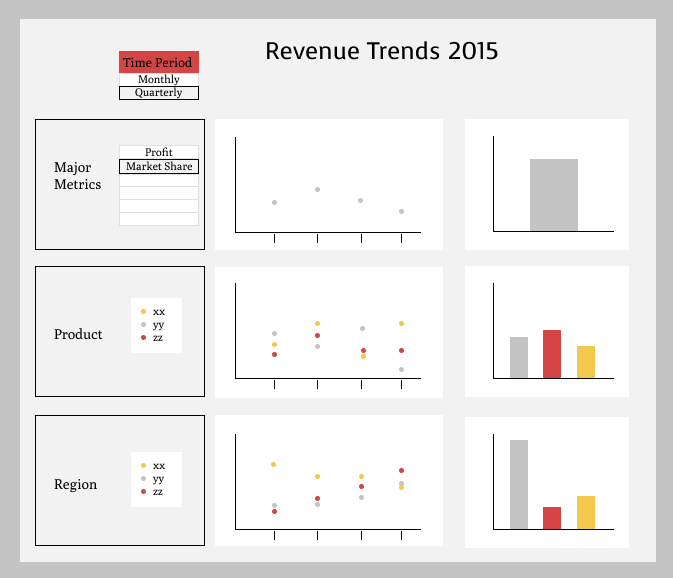 Revenue Trends 2015
Time Period
Monthly
Quarterly
Major
Metrics
Profit
Market Share
Product
xx
yy
zz
Region
xx
yy
zz